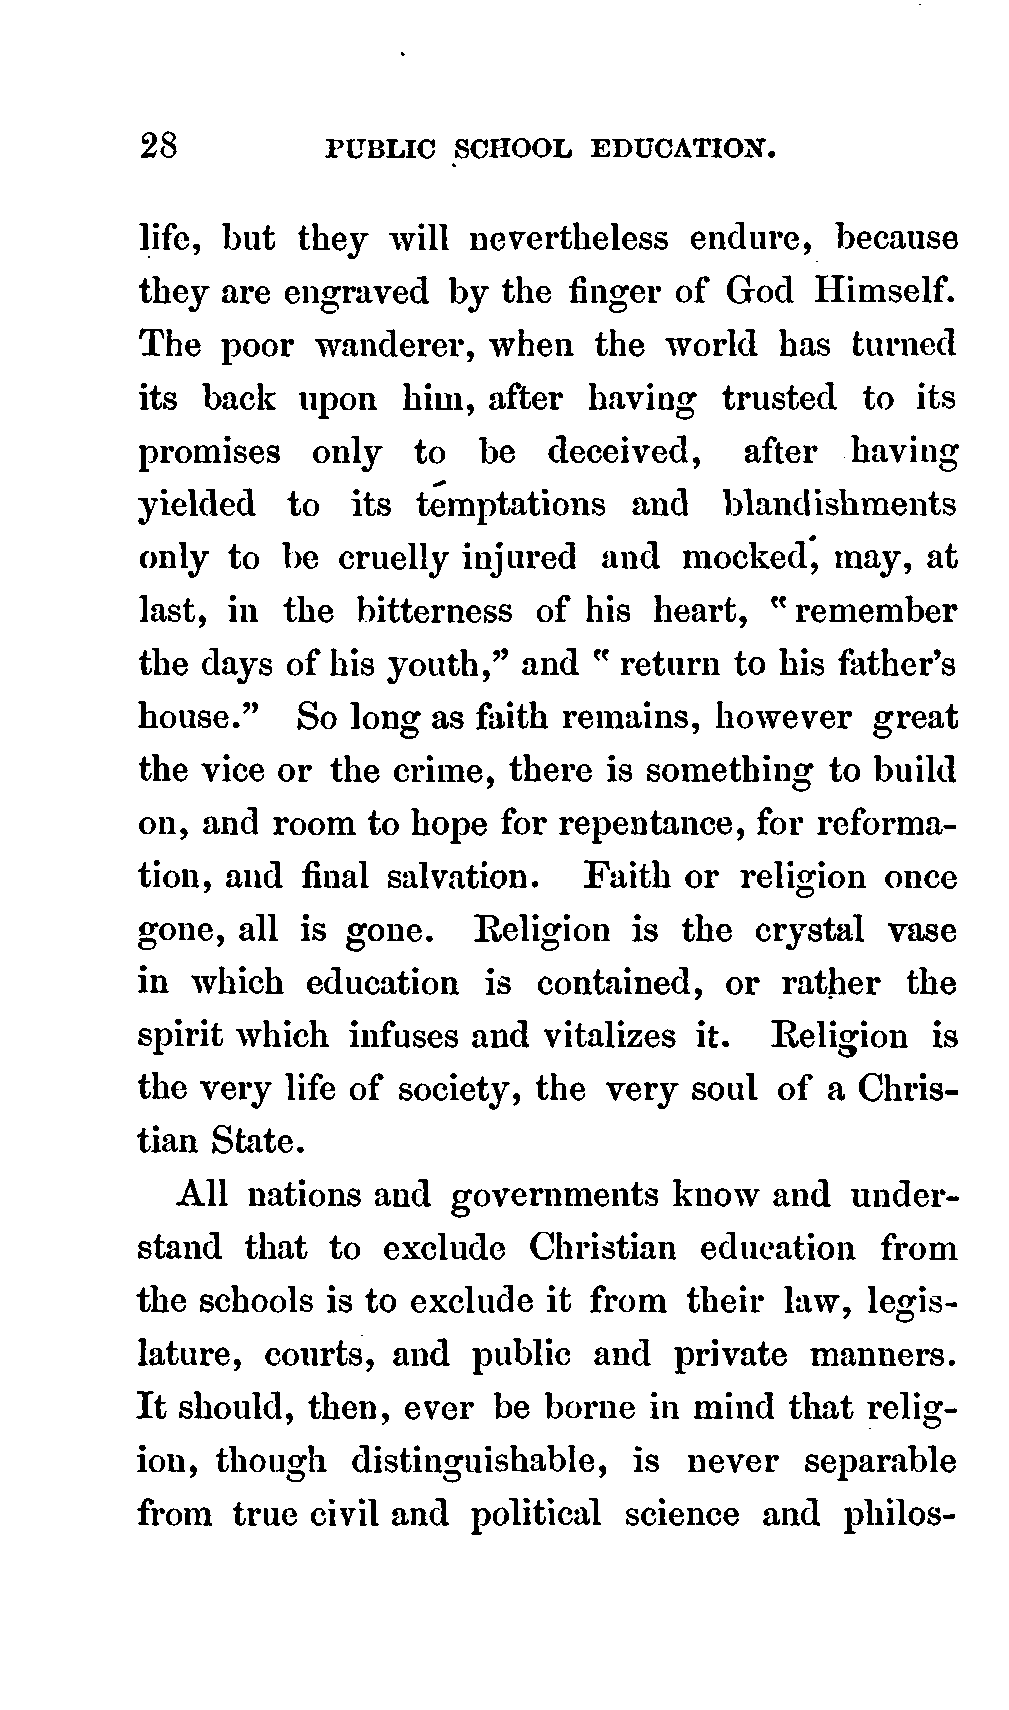 28 PUBLIC SCHOOL EDUCATION.
life, but they will nevertheless endure, because
they are engraved by the finger of God Himself.
The poor wanderer, when the world has turned
its back upon him, after having trusted to its
promises only to be deceived, after having
yielded to its temptations and blandishments
only to be cruelly injured and mocked, may, at
last, in the bitterness of his heart, "remember
the days of his youth," and "return to his father's
house." So long as faith remains, however great
the vice or the crime, there is something to build
on, and room to hope for repentance, for reforma-
tion, and final salvation. Faith or religion once
gone, all is gone. Religion is the crystal vase
in which education is contained, or rather the
spirit which infuses and vitalizes it. Religion is
the very life of society, the very soul of a Chris-
tian State.
All nations and governments know and under-
stand that to exclude Christian education from
the schools is to exclude it from their law, legis-
lature, courts, and public and private manners.
It should, then, ever be borne in mind that relig-
ion, though distinguishable, is never separable
from true civil and political science and philos-